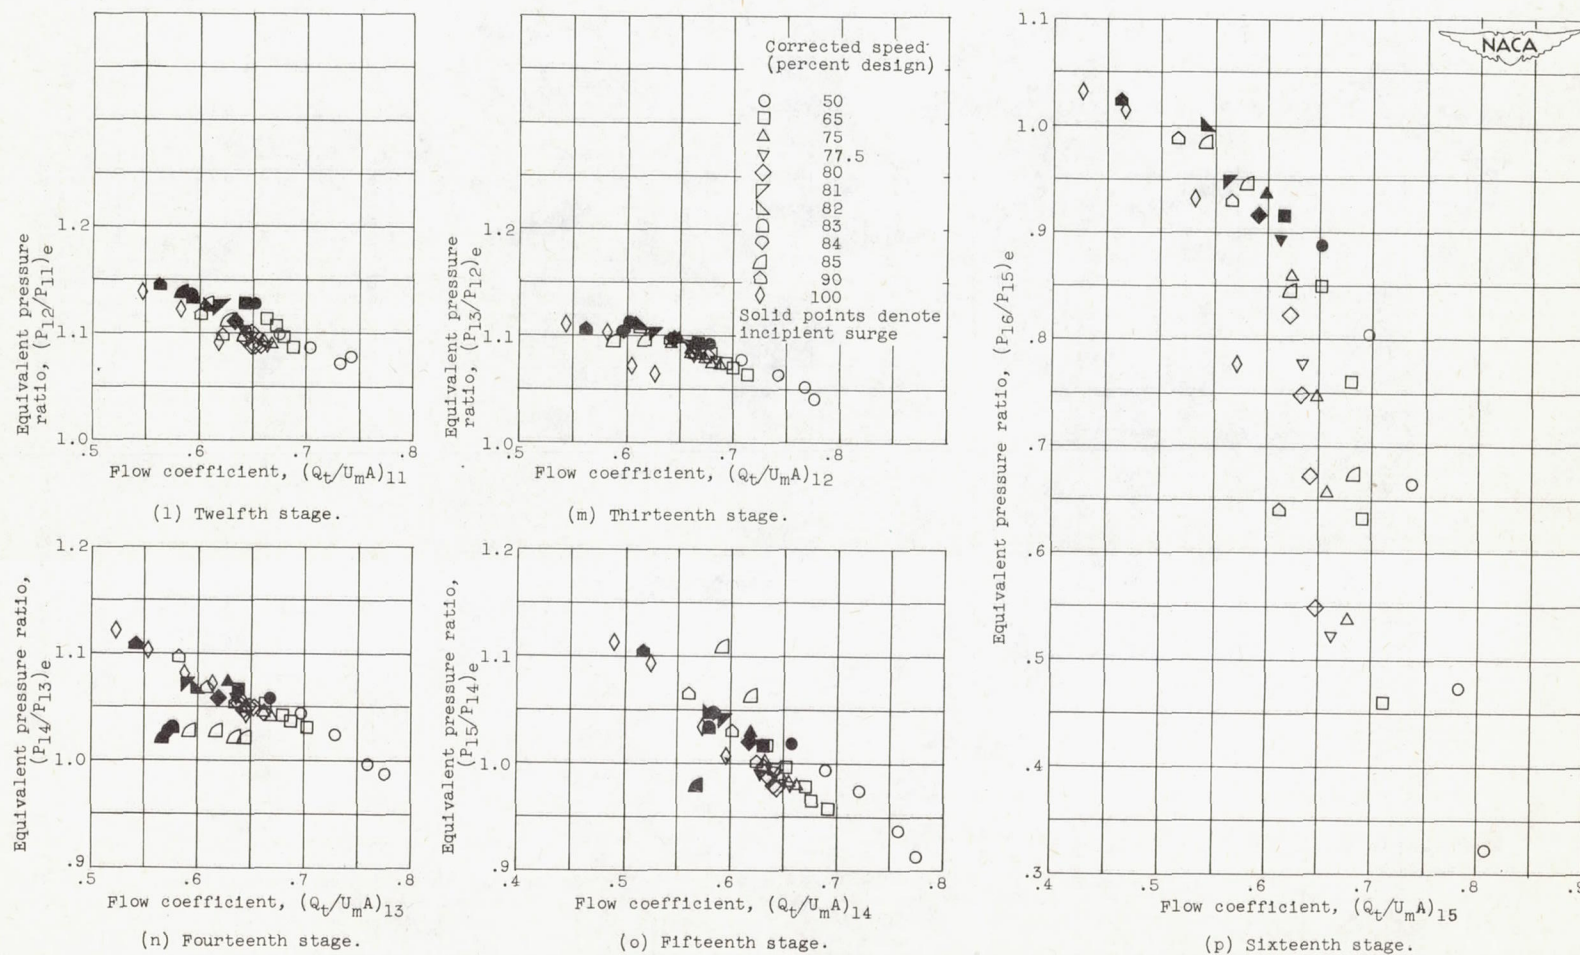 1.2
1.1
1.0
.5
.6
.7
.8
Equivalent pressure
ratio, (P12/P11)e
Flow coefficient, (Qt/UmA)11
(l) Twelfth stage.
1.2
1.1
1.0
.5
.6
.7
.8
Equivalent pressure
ratio, (P13/P12)e
Flow coefficient, (Qt/UmA)12
(m) Thirteenth stage.
Corrected speed
(percent design)
50
65
75
77.5
80
81
82
83
84
85
90
100
Solid points denote
incipient surge
1.2
1.1
1.0
.9
.5
.6
.7
.8
Equivalent pressure ratio,
(P14/P13)e
Flow coefficient, (Qt/UmA)13
(n) Fourteenth stage.
1.2
1.1
1.0
.9
.4
.5
.6
.7
.8
Equivalent pressure ratio,
(P15/P14)e
Flow coefficient, (Qt/UmA)14
(o) Fifteenth stage.
NACA
1.1
1.0
.9
.8
.7
.6
.5
.4
.3
.4
.5
.6
.7
.8
.9
Equivalent pressure ratio, (P16/P15)e
Flow coefficient, (Qt/UmA)15
(p) Sixteenth stage.